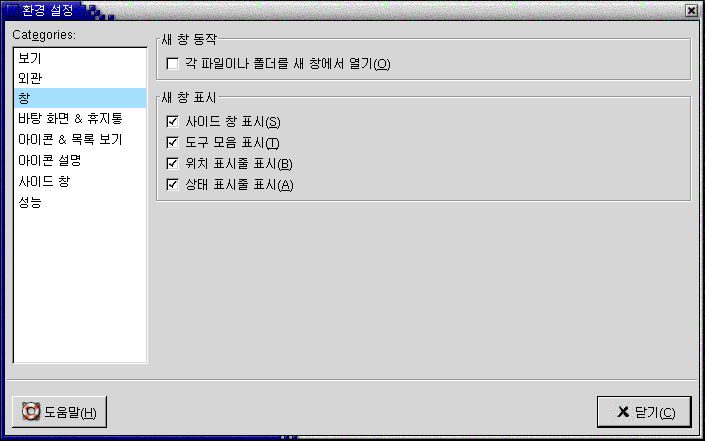 환경 설정
Categories:
보기
외관
창
바탕 화면 & 휴지통
아이콘 & 목록 보기
아이콘 설명
사이드 창
성능
새 창 동작
각 파일이나 폴더를 새 창에서 열기(O)
새 창 표시
사이드 창 표시(S)
도구 모음 표시(T)
위치 표시줄 표시(B)
상태 표시줄 표시(A)
도움말(H)
닫기(C)